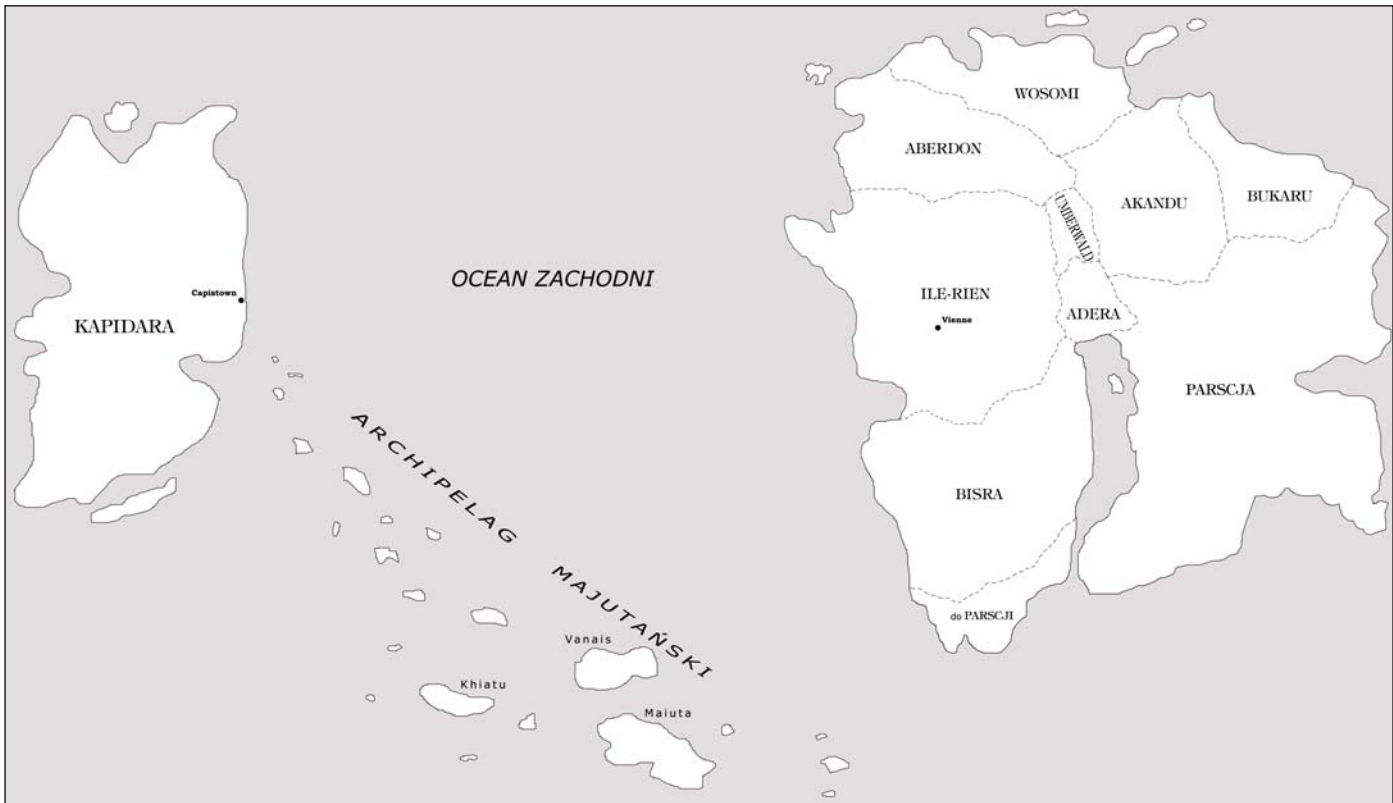 WOSOMI
ABERDON
AKANDU
BUKARU
UMBERWALD
OCEAN ZACHODNI
Capistown
KAPIDARA
ILE-RIEN
Vienne
ADERA
PARSCJA
ARCHIPELAG MAJUTAŃSKI
BISRA
do PARSCJI
Vanais
Khiatu
Maiuta